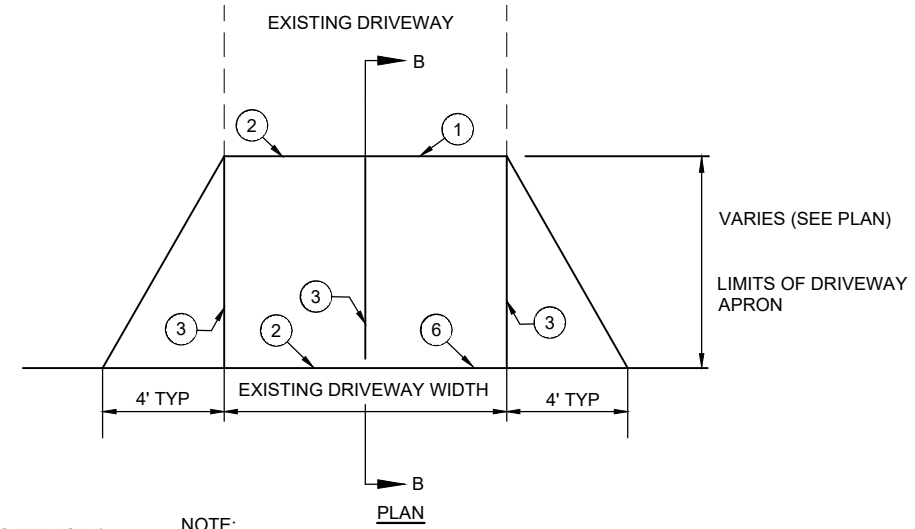 EXISTING DRIVEWAY
B
2
1
VARIES (SEE PLAN)
LIMITS OF DRIVEWAY
APRON
3
3
3
2
6
4' TYP
EXISTING DRIVEWAY WIDTH
4' TYP
B
PLAN
NOTE: